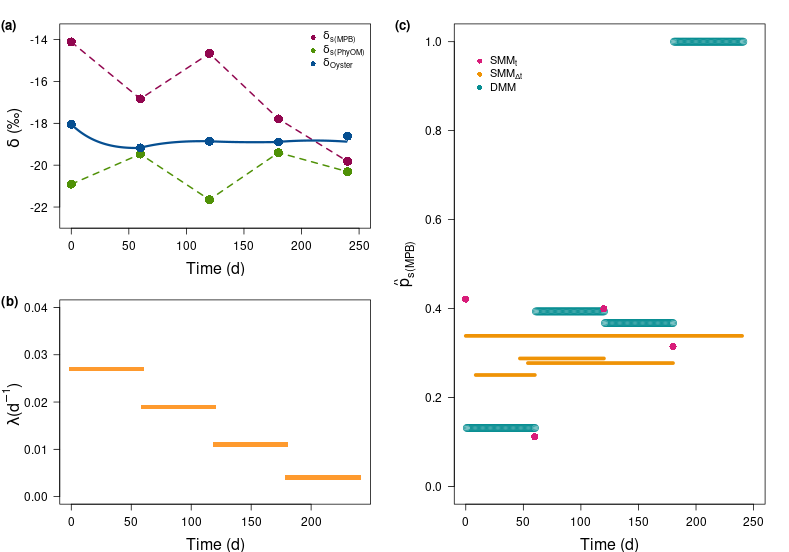 (a)
δs(MPB)
δs(PhyOM)
δOyster
-14
-16
-18
-20
-22
δ (‰)
0 50 100 150 200 250
Time (d)
(b)
0.04
0.03
0.02
0.01
0.00
λ(d⁻¹)
0 50 100 150 200
Time (d)
(c)
SMMt
SMMΔt
DMM
1.0
0.8
0.6
0.4
0.2
0.0
p̂s(MPB)
0 50 100 150 200 250
Time (d)